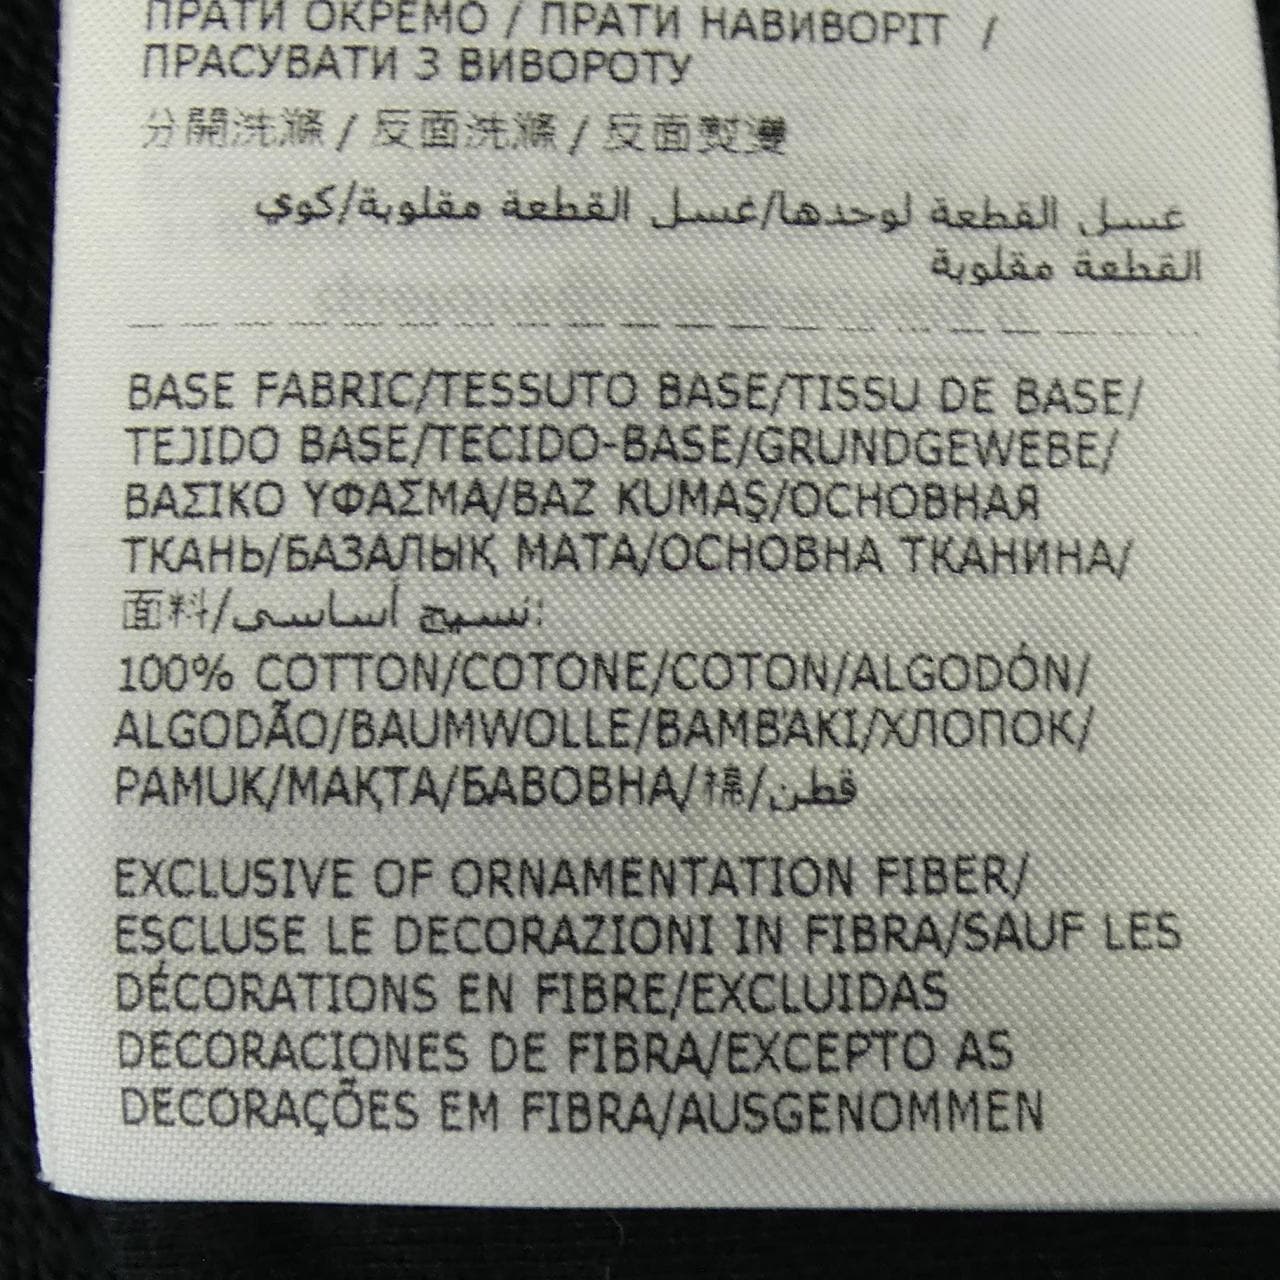 ПРАТИ ОКРЕМО / ПРАТИ НАВИВОРІТ /
ПРАСУВАТИ З ВИВОРОТУ
分開洗滌 / 反面洗滌 / 反面熨燙
غسل القطعة لوحدها/غسل القطعة مقلوبة/كوي
القطعة مقلوبة
BASE FABRIC/TESSUTO BASE/TISSU DE BASE/
TEJIDO BASE/TECIDO-BASE/GRUNDGEWEBE/
ΒΑΣΙΚΟ ΥΦΑΣΜΑ/BAZ KUMAŞ/ОСНОВНАЯ
ТКАНЬ/БАЗАЛЫҚ МАТА/ОСНОВНА ТКАНИНА/
面料/نسيج أساسى:
100% COTTON/COTONE/COTON/ALGODÓN/
ALGODÃO/BAUMWOLLE/ΒΑΜΒΆΚΙ/ХЛОПОК/
PAMUK/МАҚТА/БАВОВНА/棉/قطن
EXCLUSIVE OF ORNAMENTATION FIBER/
ESCLUSE LE DECORAZIONI IN FIBRA/SAUF LES
DÉCORATIONS EN FIBRE/EXCLUIDAS
DECORACIONES DE FIBRA/EXCEPTO AS
DECORAÇÕES EM FIBRA/AUSGENOMMEN